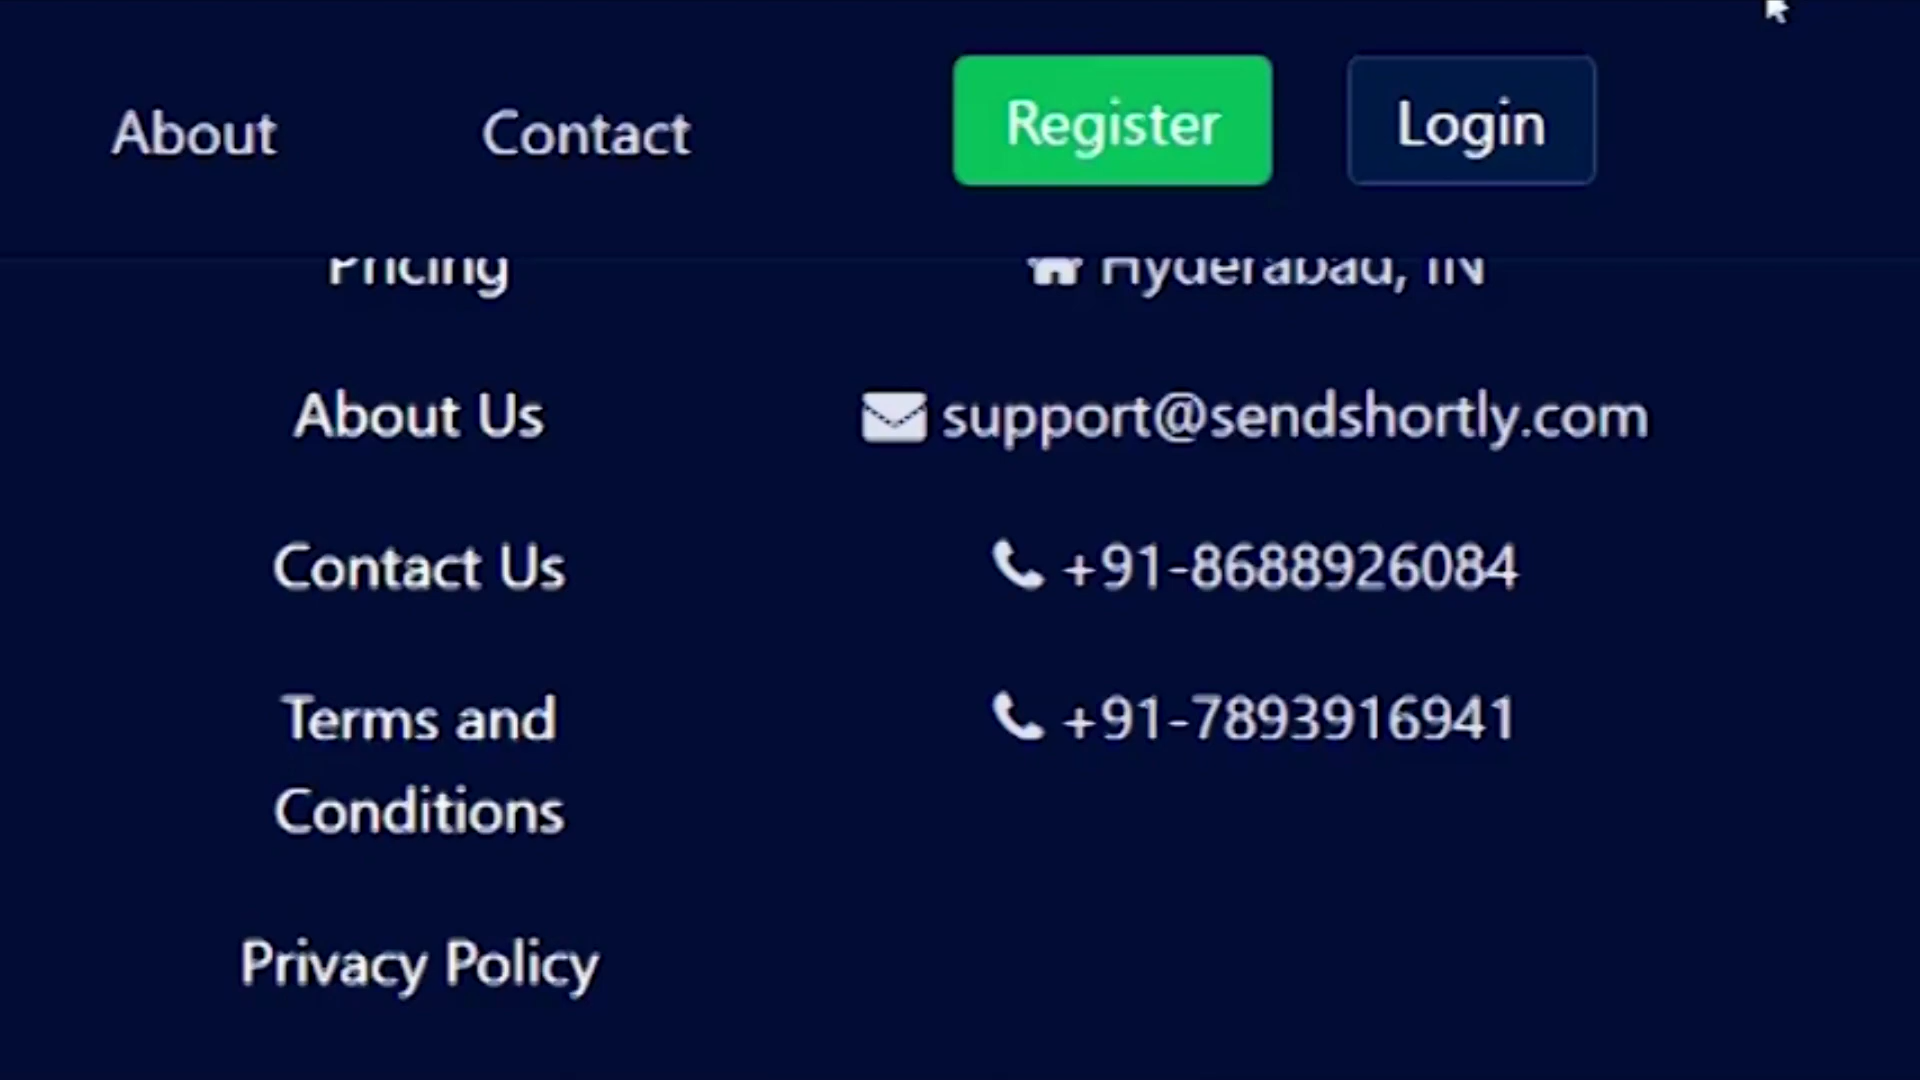 About Contact Register Login
Pricing
Hyderabad, IN
About Us
support@sendshortly.com
Contact Us
+91-8688926084
Terms and
Conditions
+91-7893916941
Privacy Policy